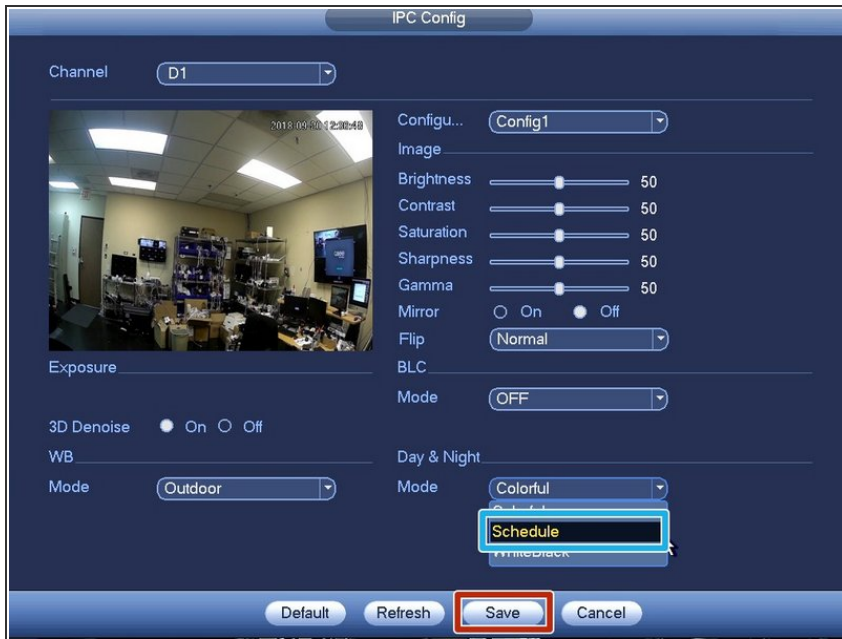 IPC Config
Channel D1
Configu... Config1
Image
Brightness 50
Contrast 50
Saturation 50
Sharpness 50
Gamma 50
Mirror On Off
Flip Normal
Exposure
BLC
Mode OFF
3D Denoise On Off
WB
Day & Night
Mode Outdoor
Mode Colorful
Schedule
WhiteBlack
Default Refresh Save Cancel